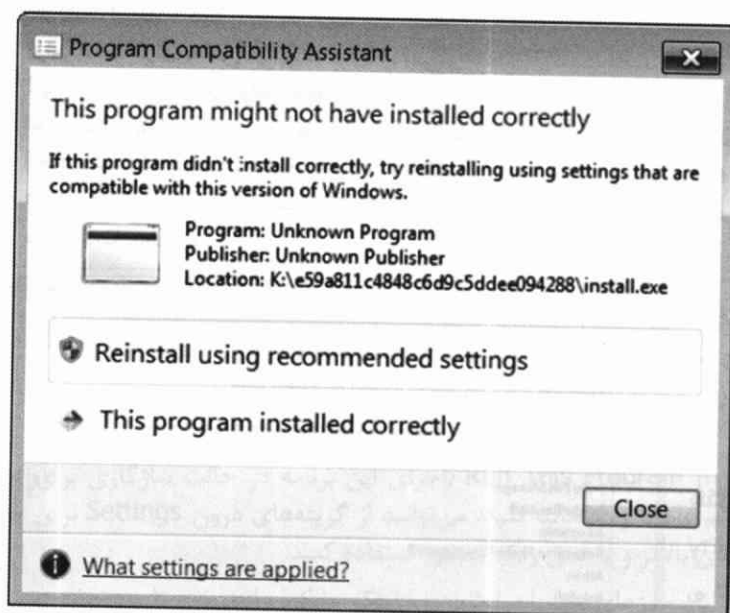 Program Compatibility Assistant
This program might not have installed correctly
If this program didn't install correctly, try reinstalling using settings that are
compatible with this version of Windows.
Program: Unknown Program
Publisher: Unknown Publisher
Location: K:\e59a811c4848c6d9c5ddee094288\install.exe
Reinstall using recommended settings
This program installed correctly
Close
What settings are applied?